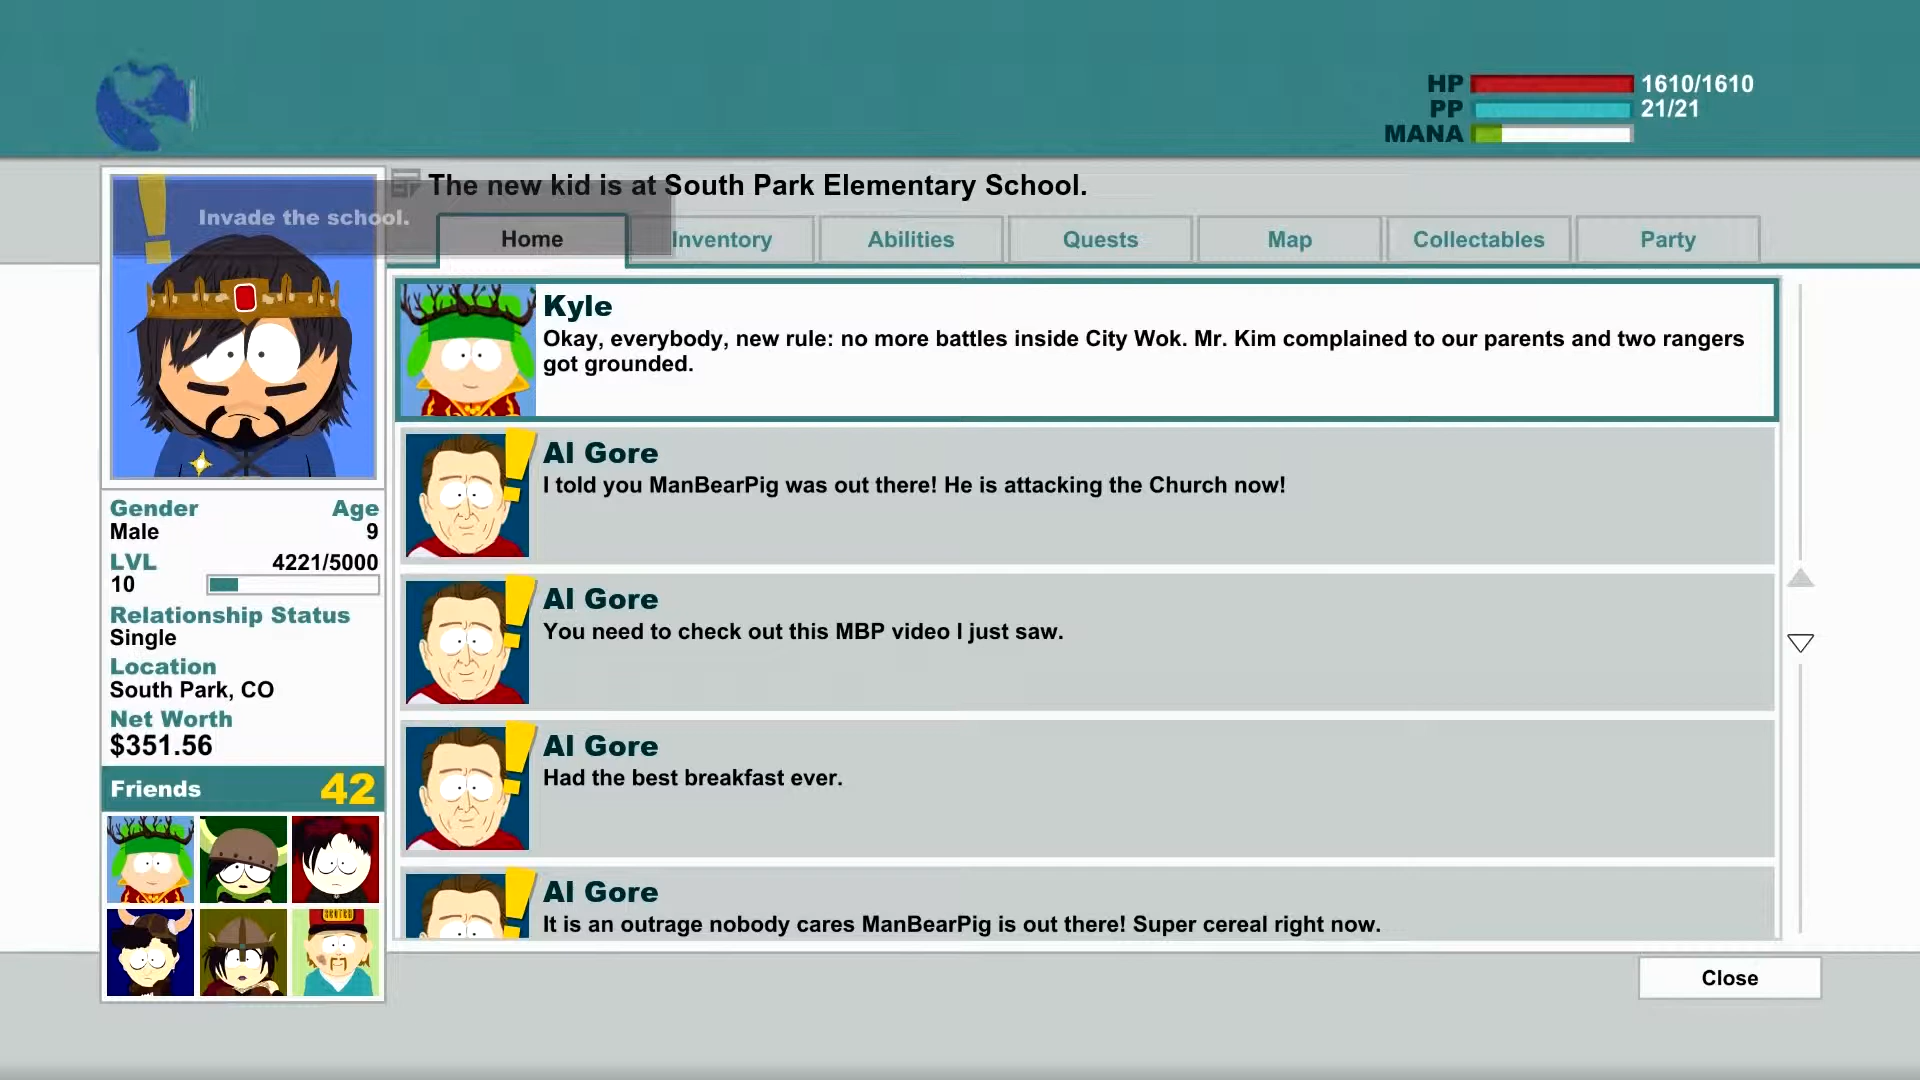 HP 1610/1610
PP 21/21
MANA
The new kid is at South Park Elementary School.
Invade the school.
Home
Inventory
Abilities
Quests
Map
Collectables
Party
Gender Age
Male 9
LVL 4221/5000
10
Relationship Status
Single
Location
South Park, CO
Net Worth
$351.56
Friends 42
Kyle
Okay, everybody, new rule: no more battles inside City Wok. Mr. Kim complained to our parents and two rangers
got grounded.
Al Gore
I told you ManBearPig was out there! He is attacking the Church now!
Al Gore
You need to check out this MBP video I just saw.
Al Gore
Had the best breakfast ever.
Al Gore
It is an outrage nobody cares ManBearPig is out there! Super cereal right now.
Close